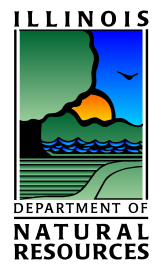 ILLINOIS
DEPARTMENT OF
NATURAL
RESOURCES